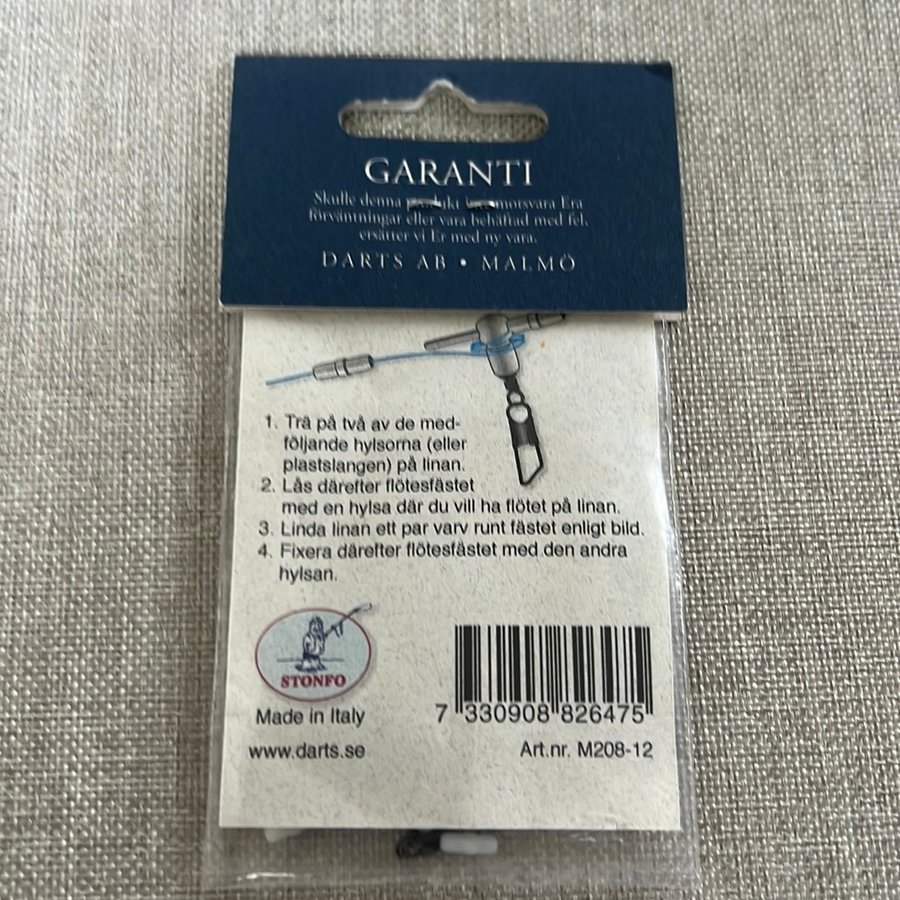 GARANTI
Skulle denna motsvara Era
förväntningar eller vara behäftad med fel,
ersätter vi Er med ny vara.
DARTS AB • MALMÖ
1. Trä på två av de med-
följande hylsorna (eller
plastslangen) på linan.
2. Lås därefter flötesfästet
med en hylsa där du vill ha flötet på linan.
3. Linda linan ett par varv runt fästet enligt bild.
4. Fixera därefter flötesfästet med den andra
hylsan.
STONFO
Made in Italy
www.darts.se
7 330908 826475
Art.nr. M208-12